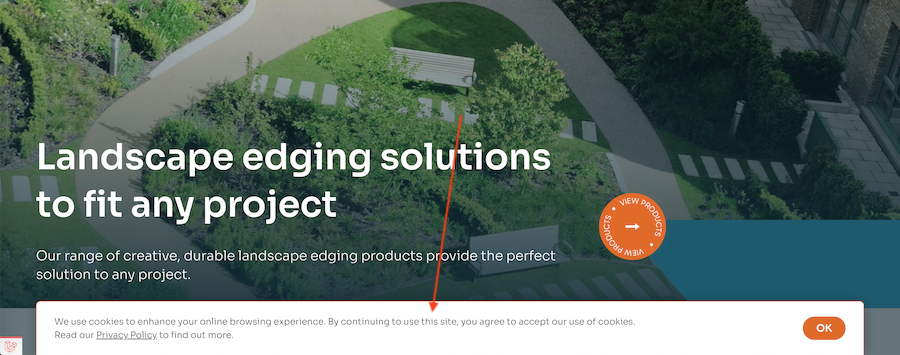 Landscape edging solutions
to fit any project
VIEW PRODUCTS • VIEW PRODUCTS •
Our range of creative, durable landscape edging products provide the perfect
solution to any project.
We use cookies to enhance your online browsing experience. By continuing to use this site, you agree to accept our use of cookies.
Read our Privacy Policy to find out more.
OK